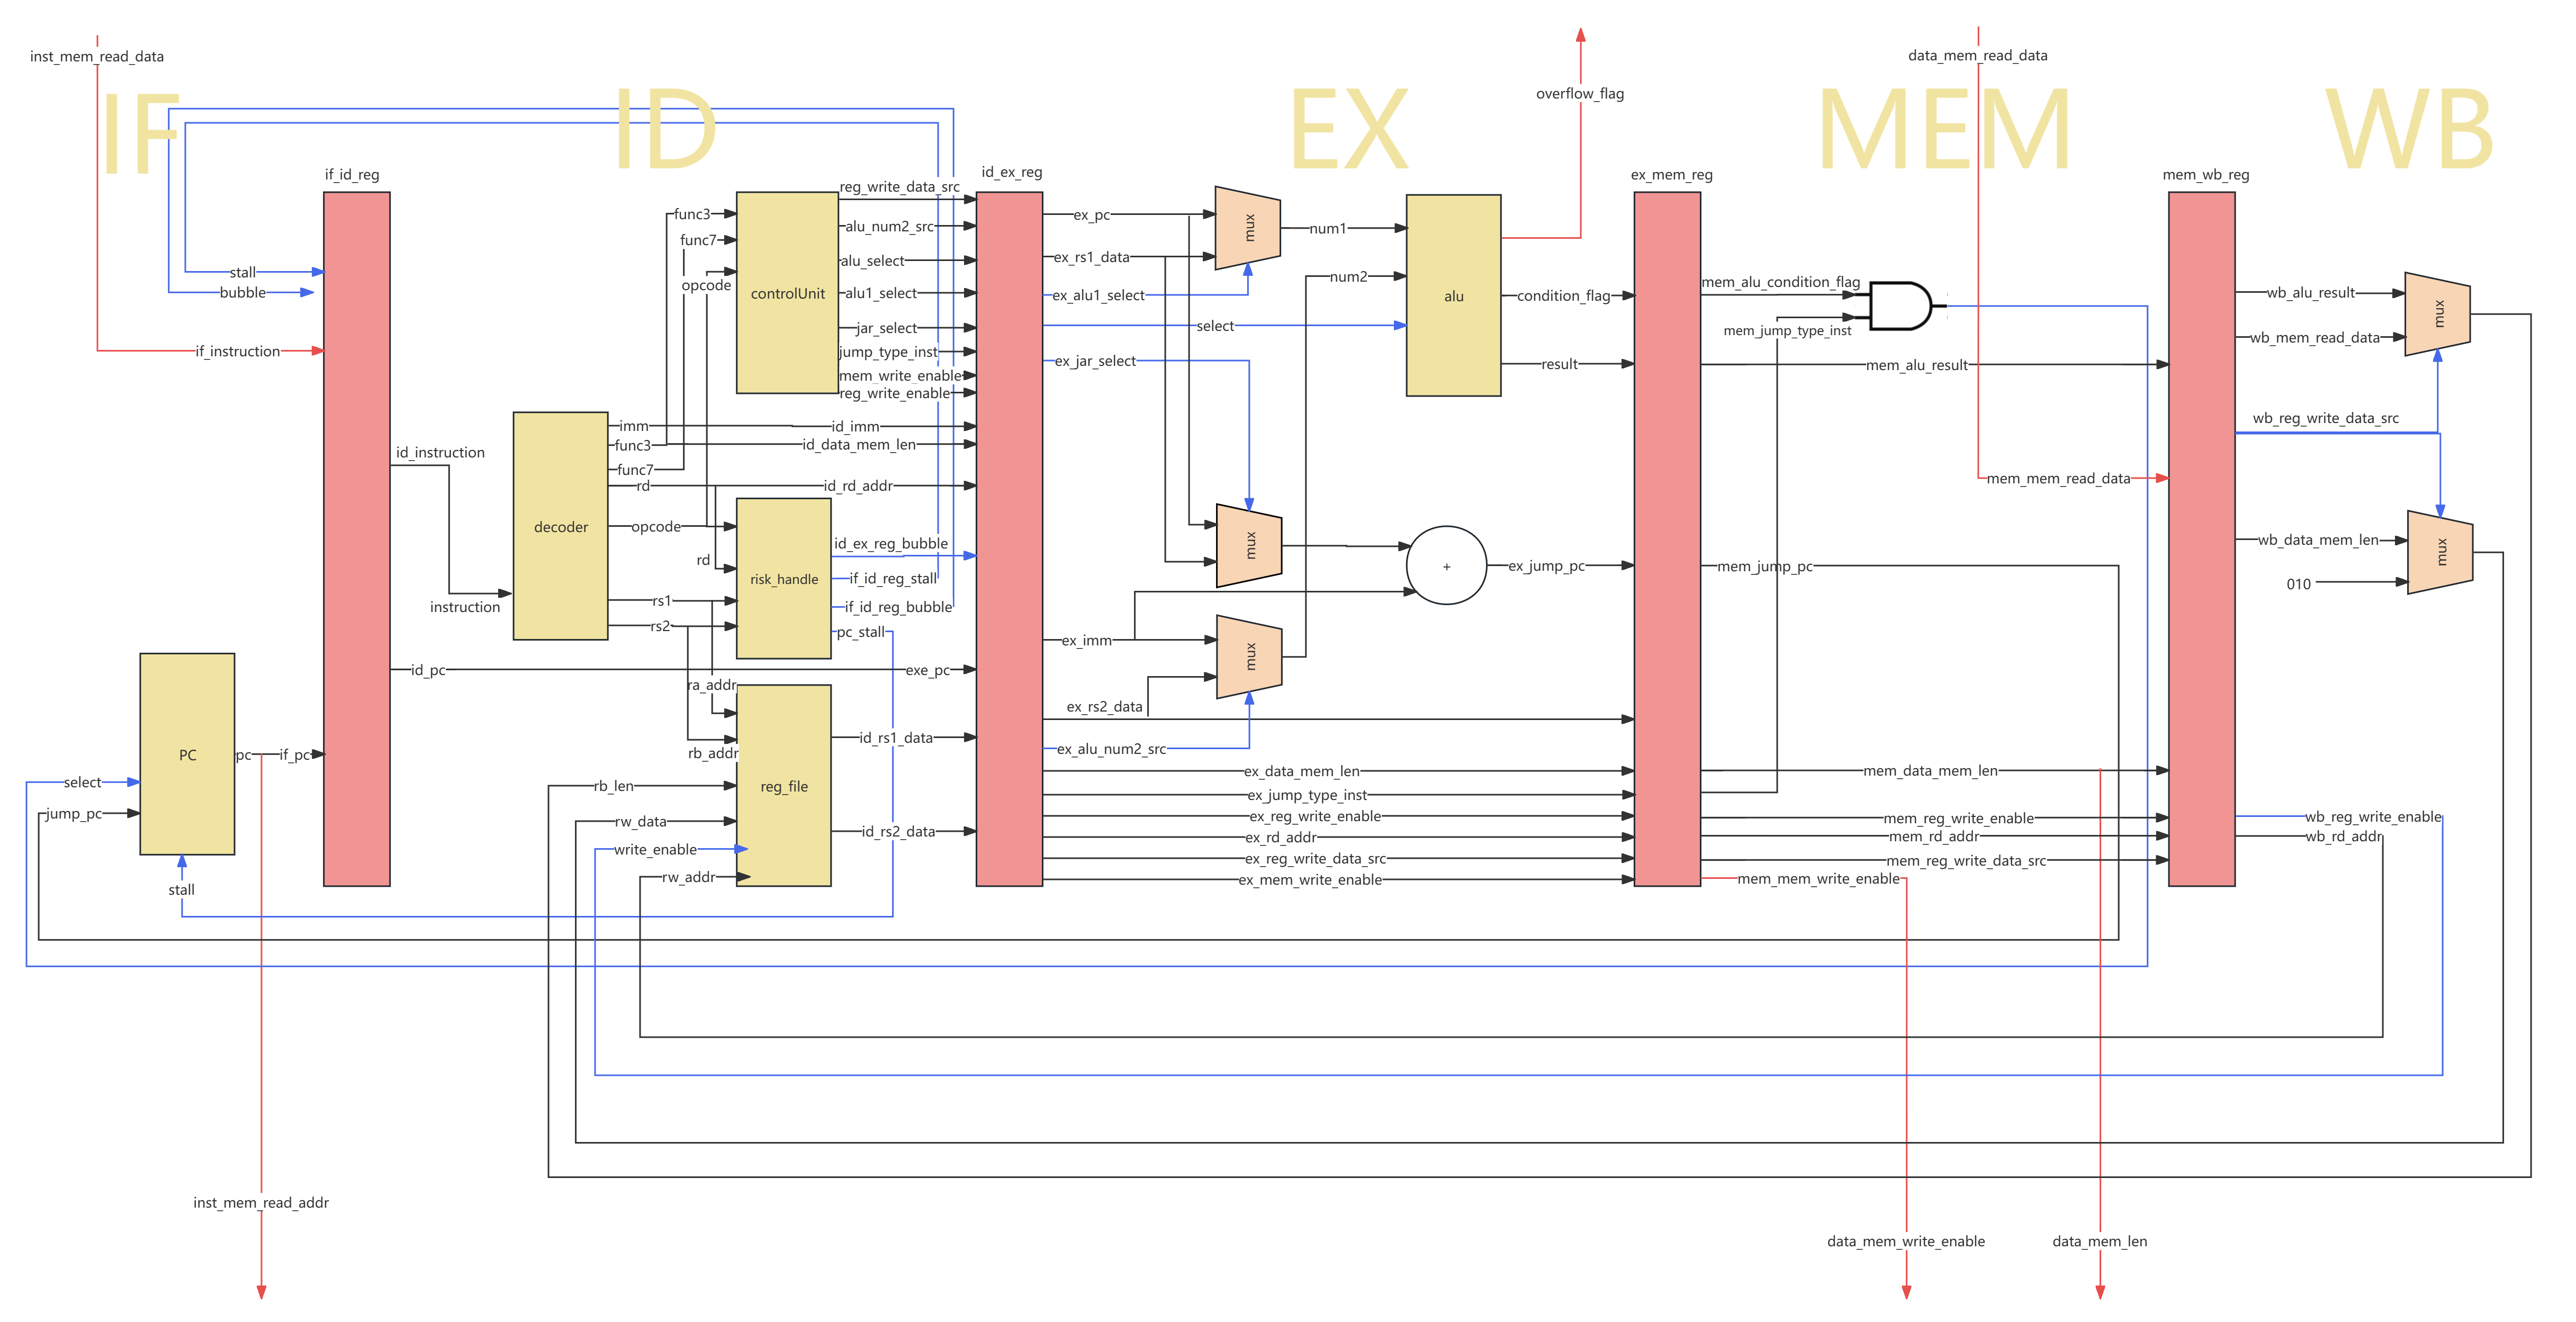 inst_mem_read_data
data_mem_read_data
overflow_flag
IF
ID
EX
MEM
WB
if_id_reg
id_ex_reg
ex_mem_reg
mem_wb_reg
stall
bubble
if_instruction
id_instruction
instruction
decoder
imm
func3
func7
rd
opcode
rs1
rs2
func3
func7
opcode
controlUnit
reg_write_data_src
alu_num2_src
alu_select
alu1_select
jar_select
jump_type_inst
mem_write_enable
reg_write_enable
id_imm
id_data_mem_len
id_rd_addr
rd
risk_handle
id_ex_reg_bubble
if_id_reg_stall
if_id_reg_bubble
pc_stall
id_pc
exe_pc
ra_addr
rb_addr
rb_len
rw_data
write_enable
rw_addr
reg_file
id_rs1_data
id_rs2_data
PC
pc
if_pc
select
jump_pc
stall
inst_mem_read_addr
ex_pc
ex_rs1_data
ex_alu1_select
select
ex_jar_select
mux
num1
num2
alu
condition_flag
result
mux
+
ex_jump_pc
ex_imm
mux
ex_rs2_data
ex_alu_num2_src
ex_data_mem_len
ex_jump_type_inst
ex_reg_write_enable
ex_rd_addr
ex_reg_write_data_src
ex_mem_write_enable
mem_alu_condition_flag
mem_jump_type_inst
mem_alu_result
mem_mem_read_data
mem_jump_pc
mem_data_mem_len
mem_reg_write_enable
mem_rd_addr
mem_reg_write_data_src
mem_mem_write_enable
data_mem_write_enable
data_mem_len
wb_alu_result
wb_mem_read_data
mux
wb_reg_write_data_src
wb_data_mem_len
010
mux
wb_reg_write_enable
wb_rd_addr